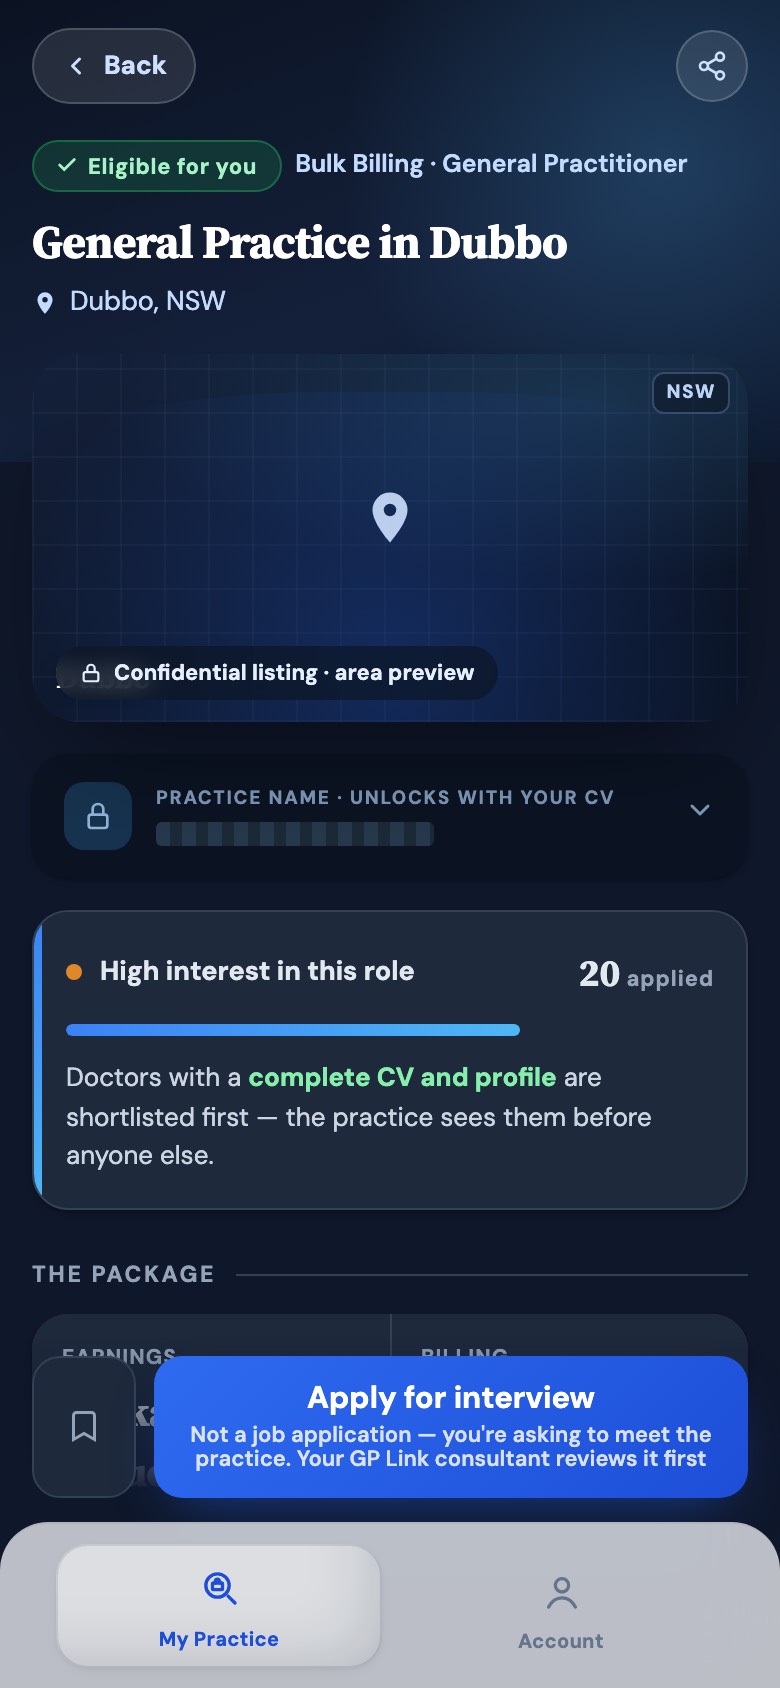 Back
Eligible for you
Bulk Billing · General Practitioner
General Practice in Dubbo
Dubbo, NSW
NSW
Confidential listing · area preview
PRACTICE NAME · UNLOCKS WITH YOUR CV
High interest in this role
20 applied
Doctors with a complete CV and profile are
shortlisted first — the practice sees them before
anyone else.
THE PACKAGE
EARNINGS
BILLING
Apply for interview
Not a job application — you're asking to meet the
practice. Your GP Link consultant reviews it first
My Practice
Account